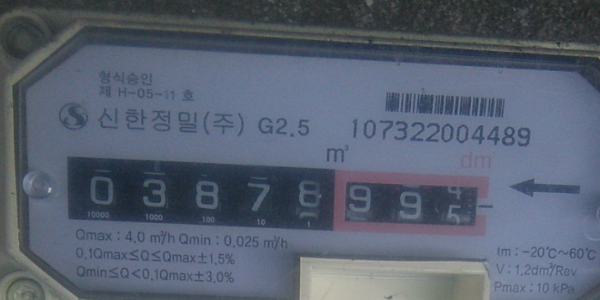 형식승인
제 H-05-11 호
신한정밀(주) G2.5
107322004489
m³ dm³
0 3 8 7 8 9 9
10000 1000 100 10 1
Qmax : 4.0 m³/h Qmin : 0.025 m³/h
0.1Qmax≤Q≤Qmax±1.5%
Qmin≤Q<0.1Qmax±3.0%
tm : -20℃~60℃
V : 1.2dm³/Rev
Pmax : 10 kPa